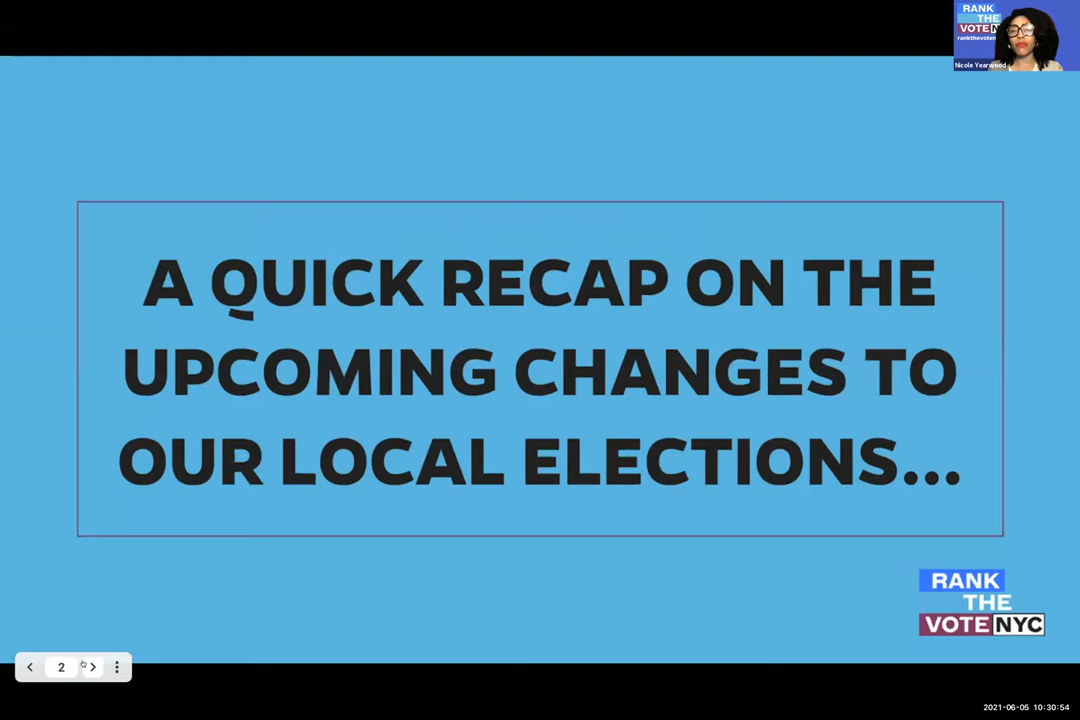 RANK
THE
VOTE N
rankthevoten
Nicole Yearwood
A QUICK RECAP ON THE
UPCOMING CHANGES TO
OUR LOCAL ELECTIONS...
RANK
THE
VOTE NYC
2
2021-06-05 10:30:54